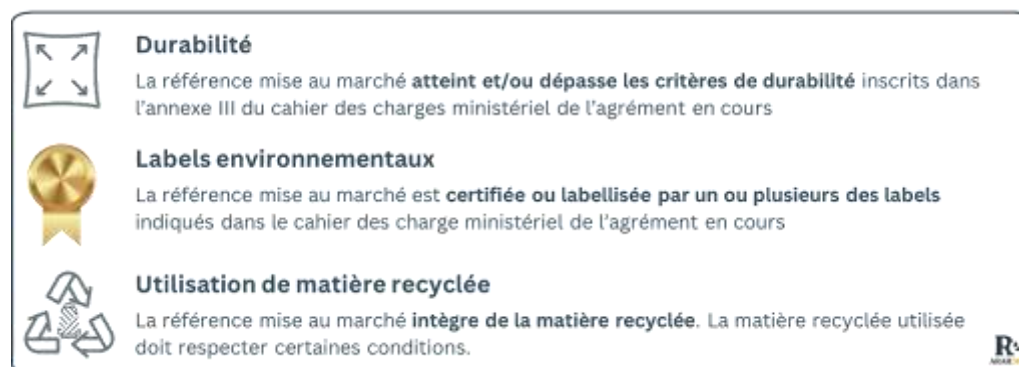 Durabilité
La référence mise au marché atteint et/ou dépasse les critères de durabilité inscrits dans
l'annexe III du cahier des charges ministériel de l'agrément en cours
Labels environnementaux
La référence mise au marché est certifiée ou labellisée par un ou plusieurs des labels
indiqués dans le cahier des charge ministériel de l'agrément en cours
Utilisation de matière recyclée
La référence mise au marché intègre de la matière recyclée. La matière recyclée utilisée
doit respecter certaines conditions.
R